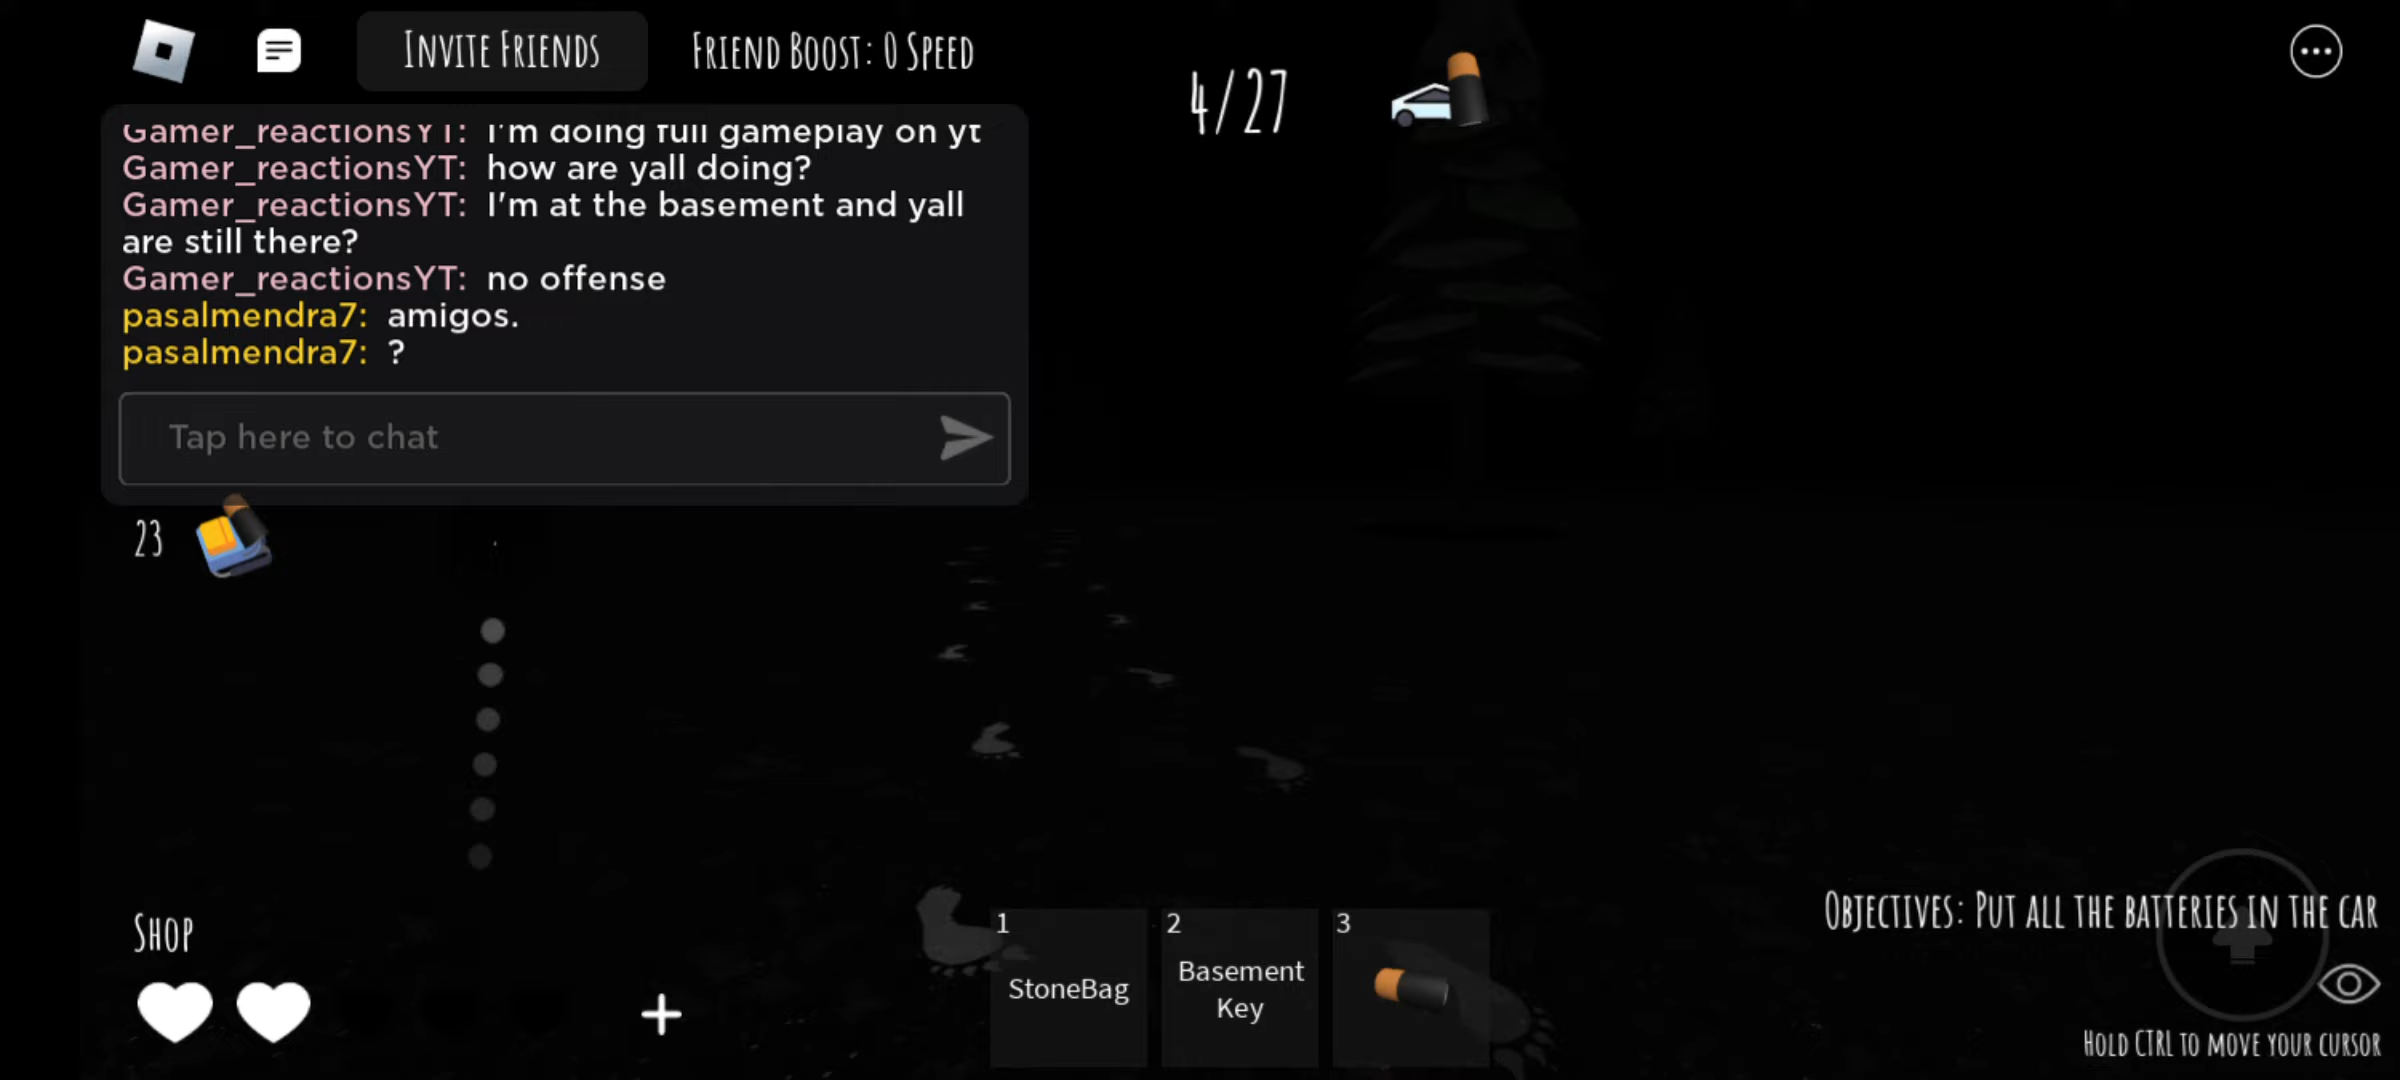 INVITE FRIENDS
FRIEND BOOST: 0 SPEED
4/27
Gamer_reactionsYT: I'm doing full gameplay on yt
Gamer_reactionsYT: how are yall doing?
Gamer_reactionsYT: I'm at the basement and yall
are still there?
Gamer_reactionsYT: no offense
pasalmendra7: amigos.
pasalmendra7: ?
Tap here to chat
23
SHOP
1
StoneBag
2
Basement
Key
3
OBJECTIVES: PUT ALL THE BATTERIES IN THE CAR
HOLD CTRL TO MOVE YOUR CURSOR